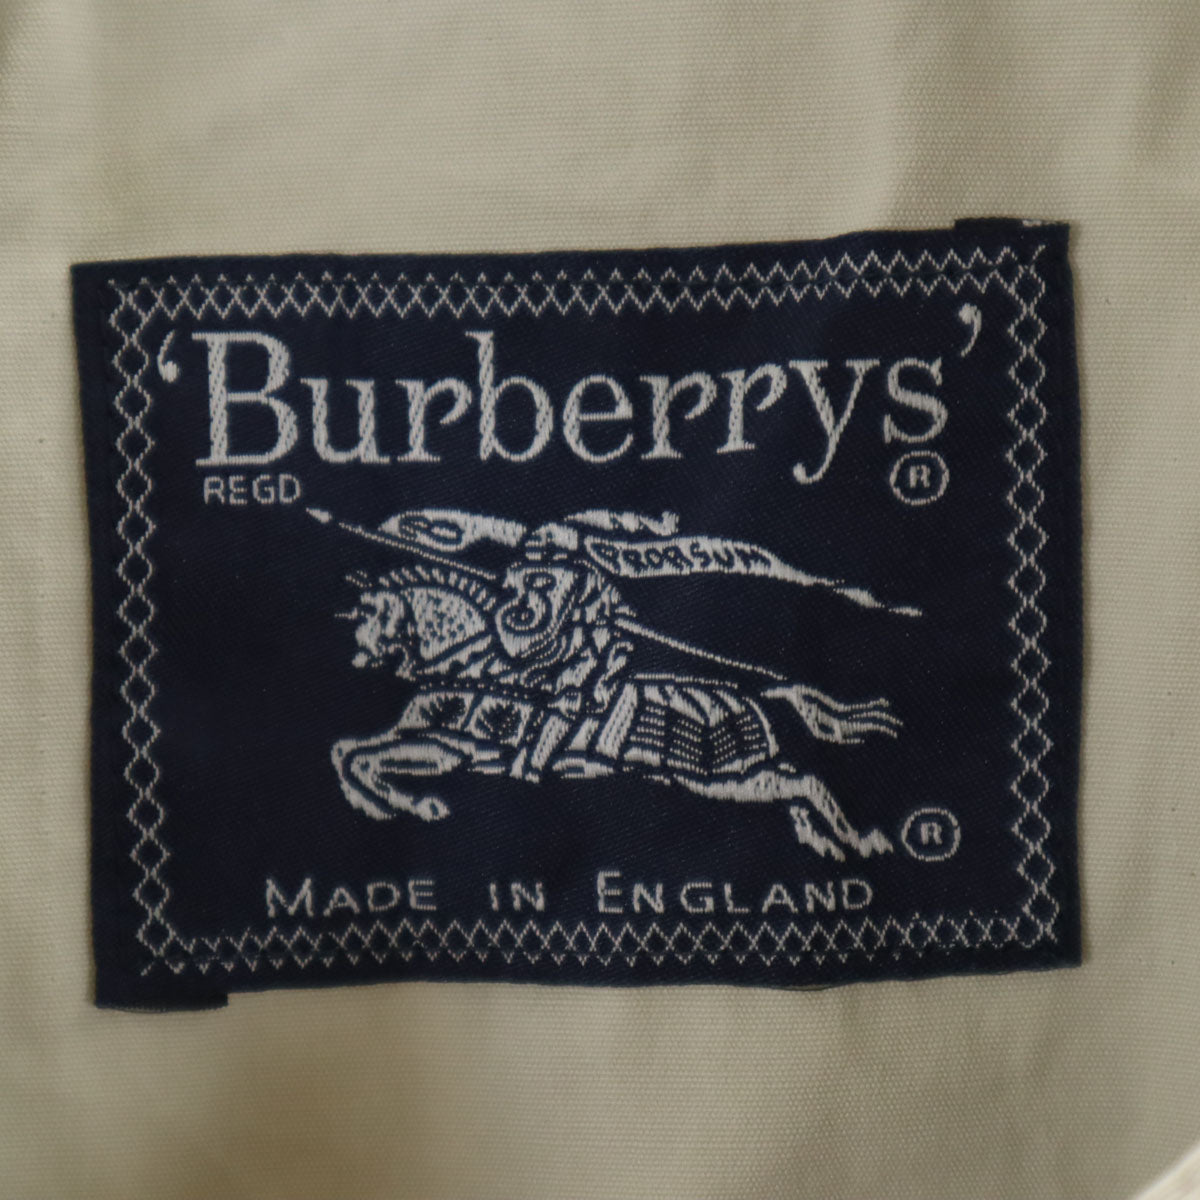 ‘Burberrys’
REGD ®
PRORSUM
®
MADE IN ENGLAND